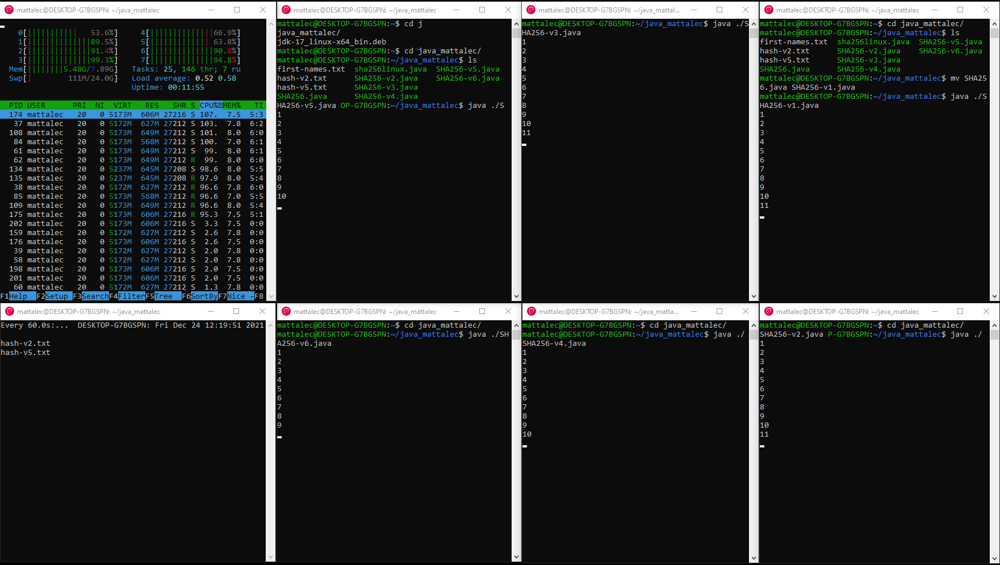 mattalec@DESKTOP-G7BGSPN: ~/java_mattalec
0[||||||||||| 53.6%] 4[||||||||||||||66.9%]
1[||||||||||||||89.5%] 5[||||||||||||| 63.8%]
2[||||||||||||||91.4%] 6[||||||||||||||90.8%]
3[||||||||||||||99.3%] 7[||||||||||||||94.8%]
Mem[||||||||5.48G/7.89G] Tasks: 25, 146 thr; 7 ru
Swp[| 111M/24.0G] Load average: 0.52 0.58
Uptime: 00:11:55
PID USER PRI NI VIRT RES SHR S CPU% MEM% TI
174 mattalec 20 0 5173M 606M 27216 S 107. 7.5 5:3
37 mattalec 20 0 5172M 627M 27212 S 103. 7.8 6:2
108 mattalec 20 0 5173M 649M 27212 S 101. 8.0 6:0
84 mattalec 20 0 5173M 568M 27212 S 100. 7.0 6:1
61 mattalec 20 0 5173M 649M 27212 S 99. 8.0 6:1
62 mattalec 20 0 5173M 649M 27212 R 99. 8.0 6:0
134 mattalec 20 0 5237M 645M 27208 S 98.6 8.0 5:5
135 mattalec 20 0 5237M 645M 27208 R 97.9 8.0 5:4
38 mattalec 20 0 5172M 627M 27212 R 96.6 7.8 6:0
85 mattalec 20 0 5173M 568M 27212 R 96.6 7.0 5:5
109 mattalec 20 0 5173M 649M 27212 R 96.6 8.0 5:4
175 mattalec 20 0 5173M 606M 27216 R 95.3 7.5 5:1
202 mattalec 20 0 5173M 606M 27216 S 3.3 7.5 0:0
159 mattalec 20 0 5172M 627M 27212 S 2.6 7.8 0:0
176 mattalec 20 0 5173M 606M 27216 S 2.6 7.5 0:0
39 mattalec 20 0 5172M 627M 27212 S 2.0 7.8 0:0
58 mattalec 20 0 5172M 627M 27212 S 2.0 7.8 0:0
198 mattalec 20 0 5173M 606M 27216 S 2.0 7.5 0:0
201 mattalec 20 0 5173M 606M 27216 S 2.0 7.5 0:0
60 mattalec 20 0 5172M 627M 27212 S 1.3 7.8 0:0
F1Help F2Setup F3SearchF4FilterF5Tree F6SortByF7Nice -F8
mattalec@DESKTOP-G7BGSPN: ~/java_mattalec
mattalec@DESKTOP-G7BGSPN:~$ cd j
java_mattalec/
jdk-17_linux-x64_bin.deb
mattalec@DESKTOP-G7BGSPN:~$ cd java_mattalec/
mattalec@DESKTOP-G7BGSPN:~/java_mattalec$ ls
first-names.txt sha256linux.java SHA256-v5.java
hash-v2.txt SHA256-v2.java SHA256-v6.java
hash-v5.txt SHA256-v3.java
SHA256.java SHA256-v4.java
HA256-v5.java OP-G7BGSPN:~/java_mattalec$ java ./S
1
2
3
4
5
6
7
8
9
10
mattalec@DESKTOP-G7BGSPN: ~/java_mattal...
mattalec@DESKTOP-G7BGSPN:~/java_mattalec$ java ./S
HA256-v3.java
1
2
3
4
5
6
7
8
9
10
11
mattalec@DESKTOP-G7BGSPN: ~/java_mattalec
mattalec@DESKTOP-G7BGSPN:~$ cd java_mattalec/
mattalec@DESKTOP-G7BGSPN:~/java_mattalec$ ls
first-names.txt sha256linux.java SHA256-v5.java
hash-v2.txt SHA256-v2.java SHA256-v6.java
hash-v5.txt SHA256-v3.java
SHA256.java SHA256-v4.java
mattalec@DESKTOP-G7BGSPN:~/java_mattalec$ mv SHA25
6.java SHA256-v1.java
mattalec@DESKTOP-G7BGSPN:~/java_mattalec$ java ./S
HA256-v1.java
1
2
3
4
5
6
7
8
9
10
11
mattalec@DESKTOP-G7BGSPN: ~/java_mattalec
Every 60.0s:... DESKTOP-G7BGSPN: Fri Dec 24 12:19:51 2021
hash-v2.txt
hash-v5.txt
mattalec@DESKTOP-G7BGSPN: ~/java_mattalec
mattalec@DESKTOP-G7BGSPN:~$ cd java_mattalec/
mattalec@DESKTOP-G7BGSPN:~/java_mattalec$ java ./SH
A256-v6.java
1
2
3
4
5
6
7
8
9
mattalec@DESKTOP-G7BGSPN: ~/java_matta...
mattalec@DESKTOP-G7BGSPN:~$ cd java_mattalec/
mattalec@DESKTOP-G7BGSPN:~/java_mattalec$ java ./
SHA256-v4.java
1
2
3
4
5
6
7
8
9
10
mattalec@DESKTOP-G7BGSPN: ~/java_mattalec
mattalec@DESKTOP-G7BGSPN:~$ cd java_mattalec/
SHA256-v2.java P-G7BGSPN:~/java_mattalec$ java ./
1
2
3
4
5
6
7
8
9
10
11